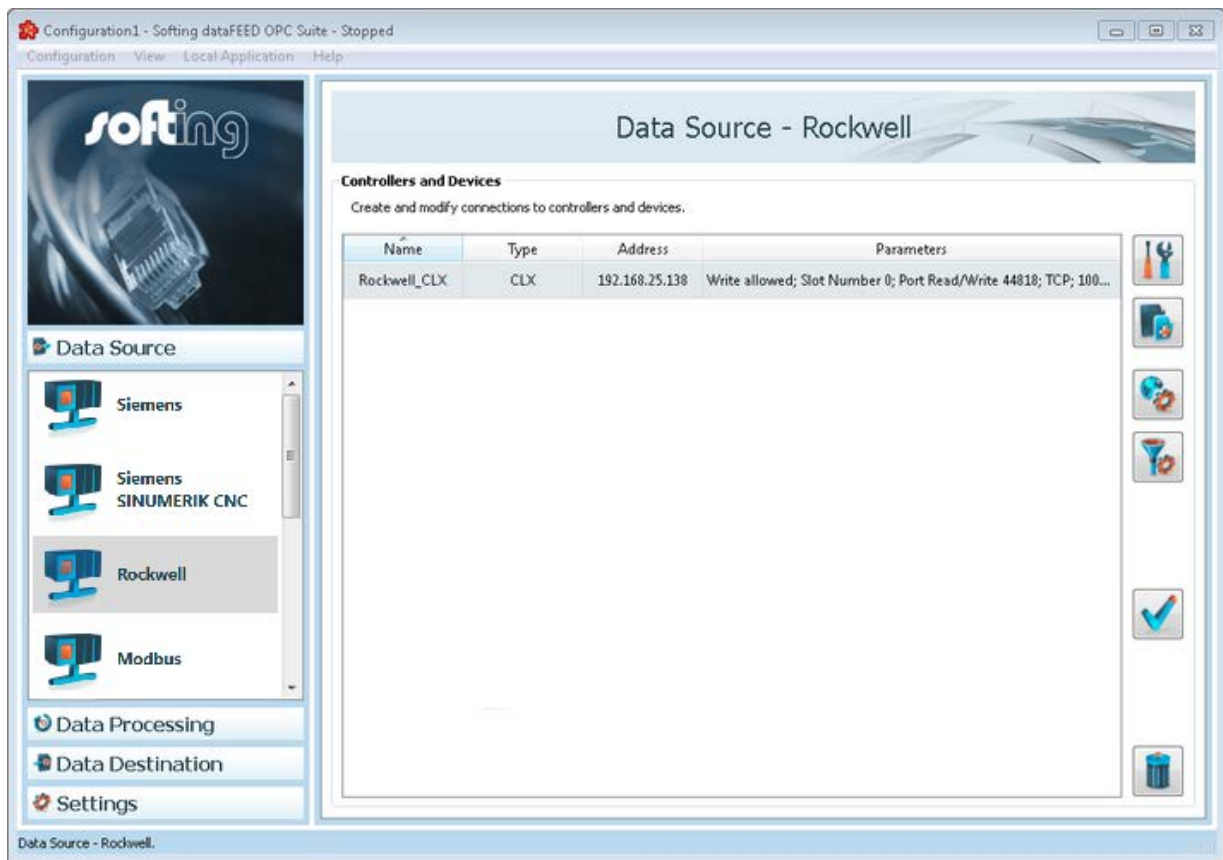 Configuration1 - Softing dataFEED OPC Suite - Stopped
Configuration View Local Application Help
softing
Data Source - Rockwell
Controllers and Devices
Create and modify connections to controllers and devices.
Name Type Address Parameters
Rockwell_CLX CLX 192.168.25.138 Write allowed; Slot Number 0; Port Read/Write 44818; TCP; 100...
Data Source
Siemens
Siemens
SINUMERIK CNC
Rockwell
Modbus
Data Processing
Data Destination
Settings
Data Source - Rockwell.